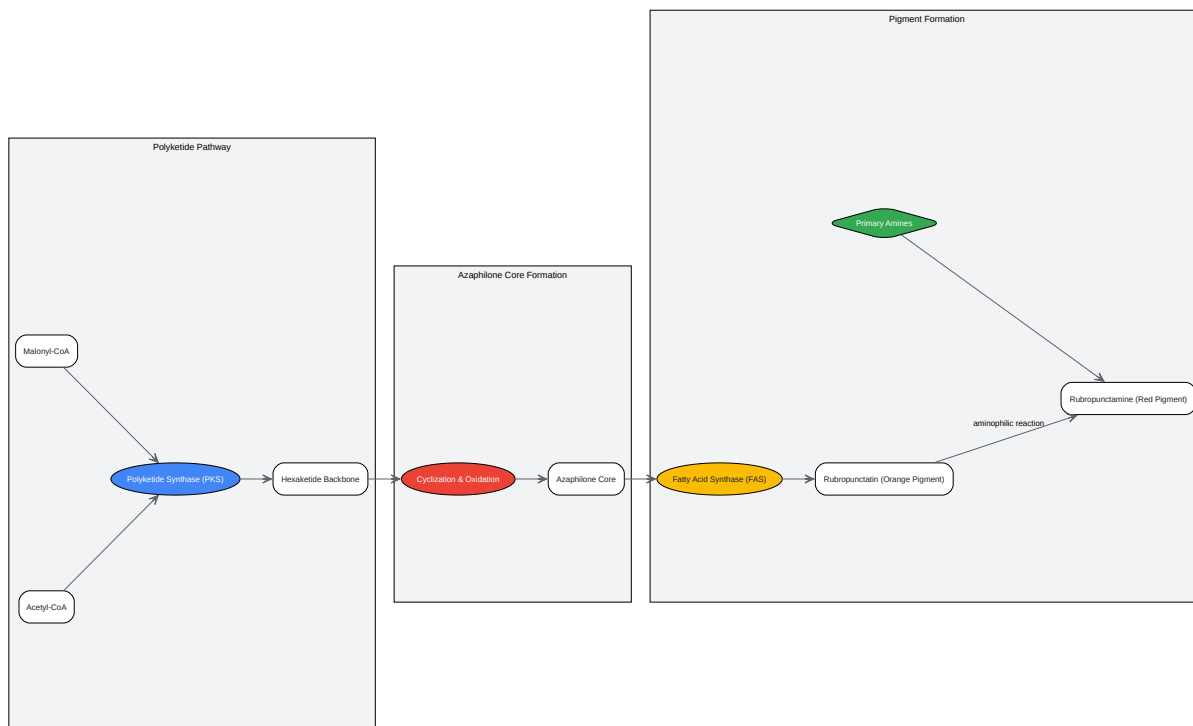 Pigment Formation
Polyketide Pathway
Primary Amines
Azaphilone Core Formation
Malonyl-CoA
Rubropunctamine (Red Pigment)
aminophilic reaction
Polyketide Synthase (PKS)
Hexaketide Backbone
Cyclization & Oxidation
Azaphilone Core
Fatty Acid Synthase (FAS)
Rubropunctatin (Orange Pigment)
Acetyl-CoA